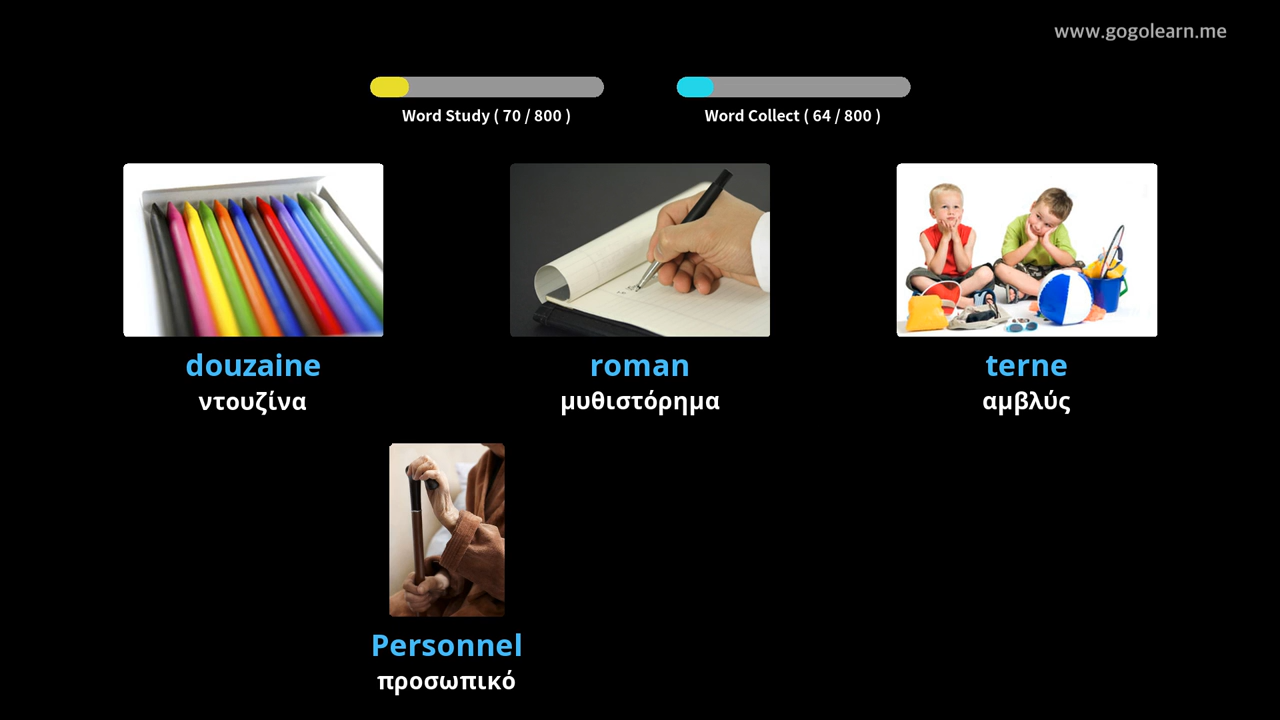 www.gogolearn.me
Word Study ( 70 / 800 )
Word Collect ( 64 / 800 )
douzaine
ντουζίνα
roman
μυθιστόρημα
terne
αμβλύς
Personnel
προσωπικό